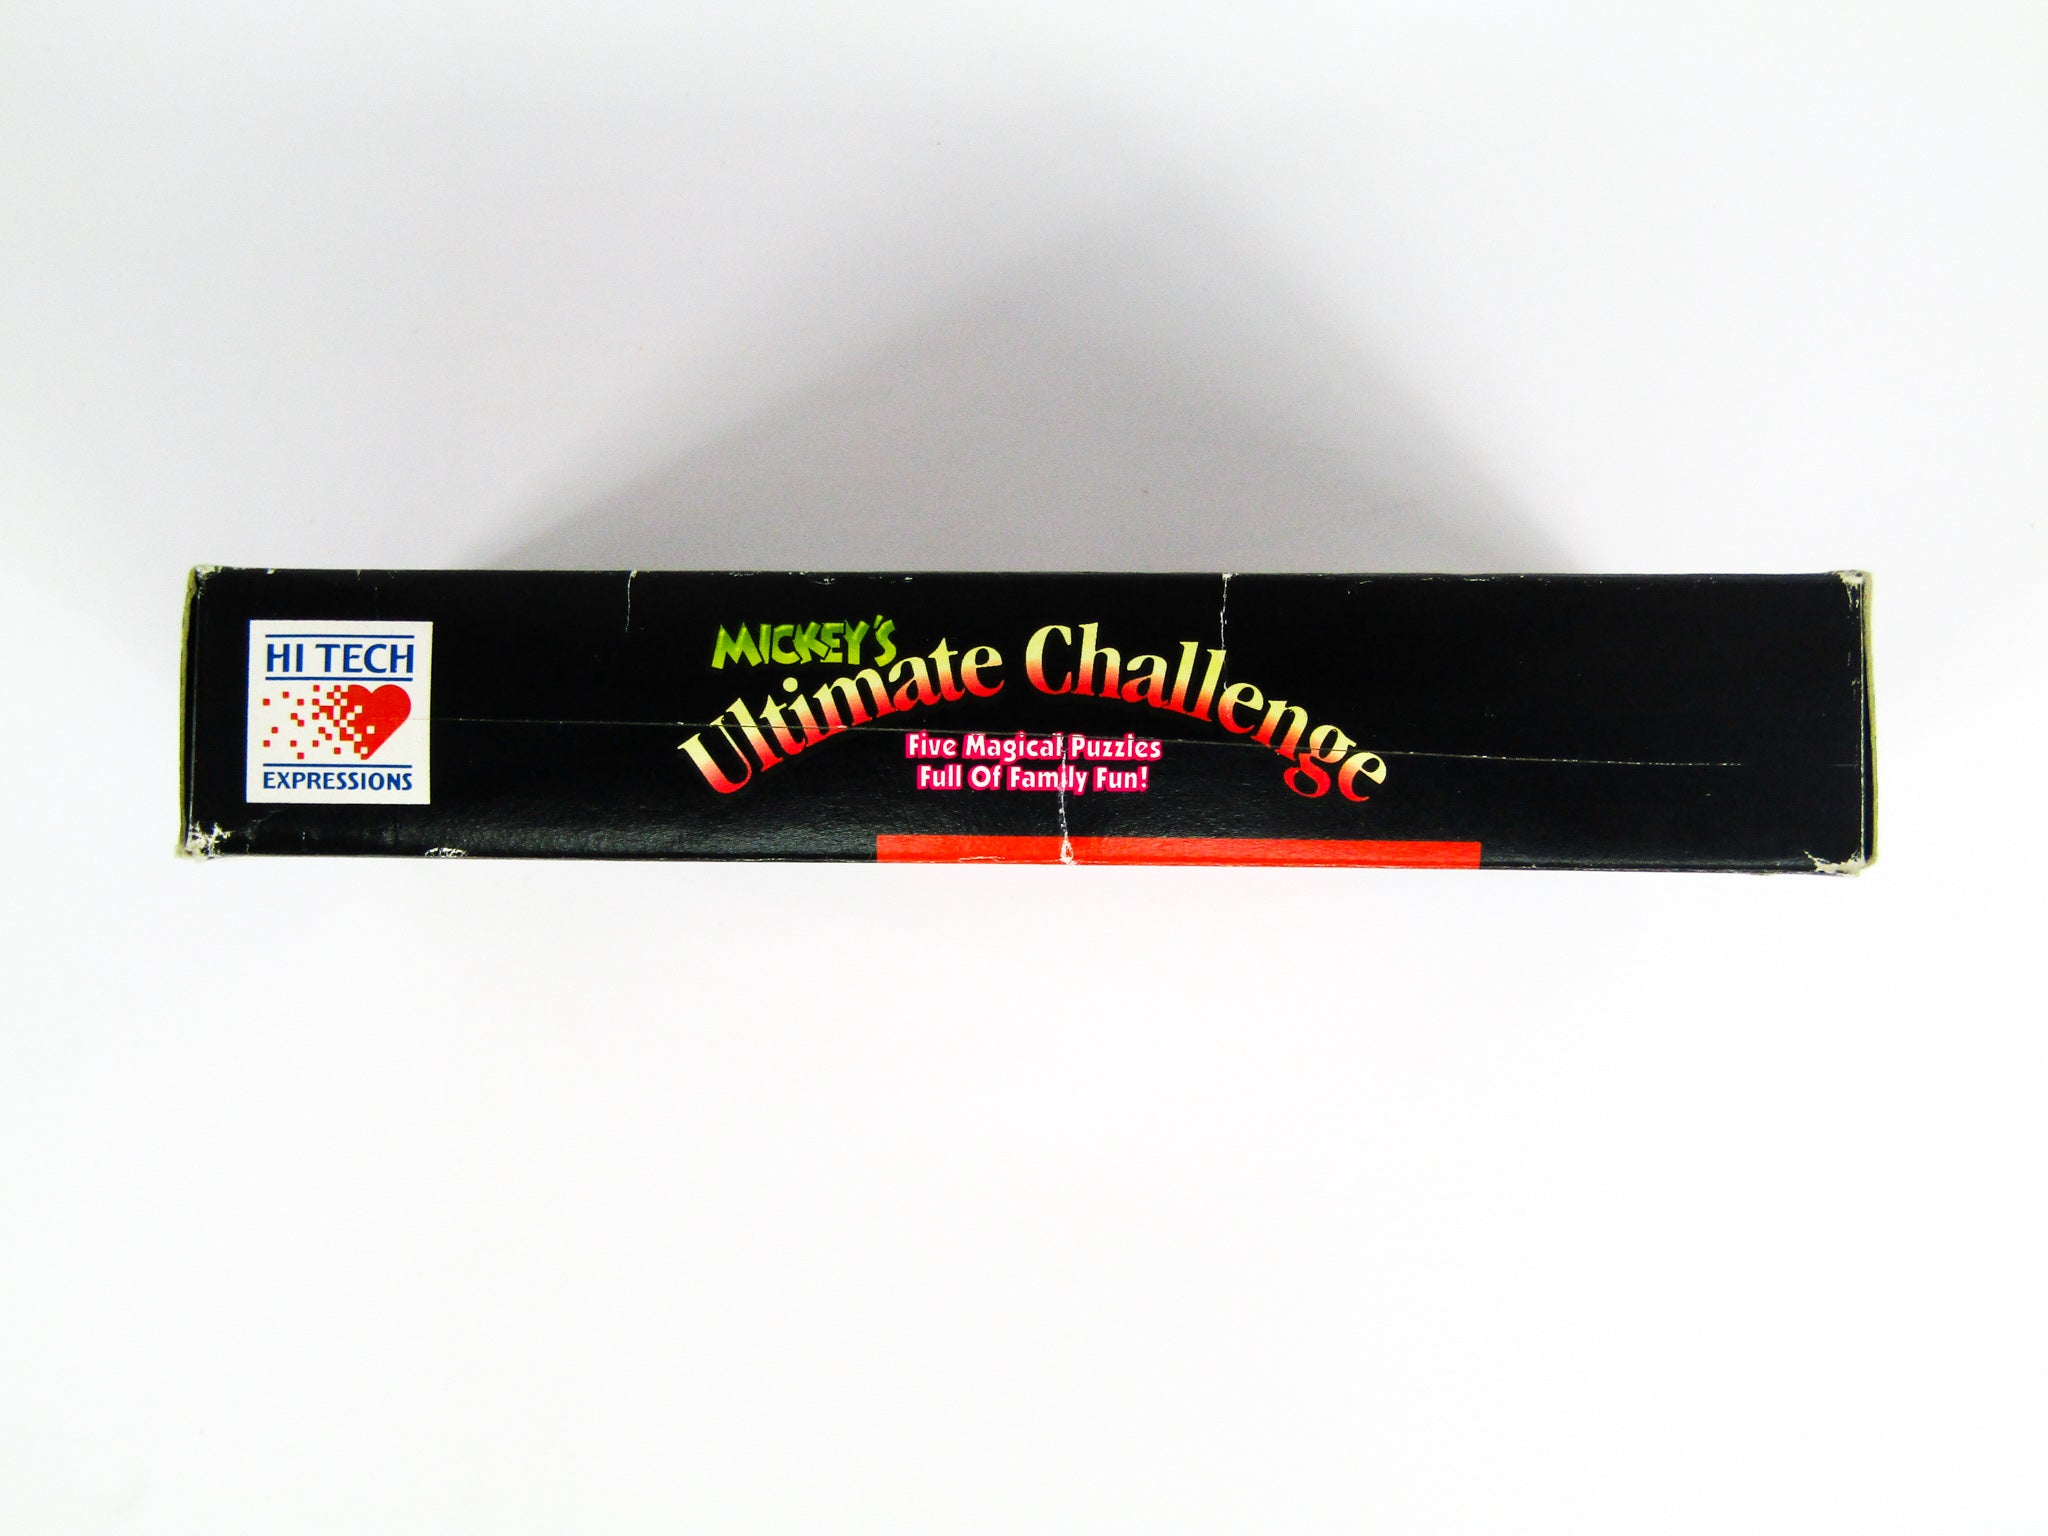 HI TECH
EXPRESSIONS
MICKEY'S
Ultimate Challenge
Five Magical Puzzles
Full Of Family Fun!